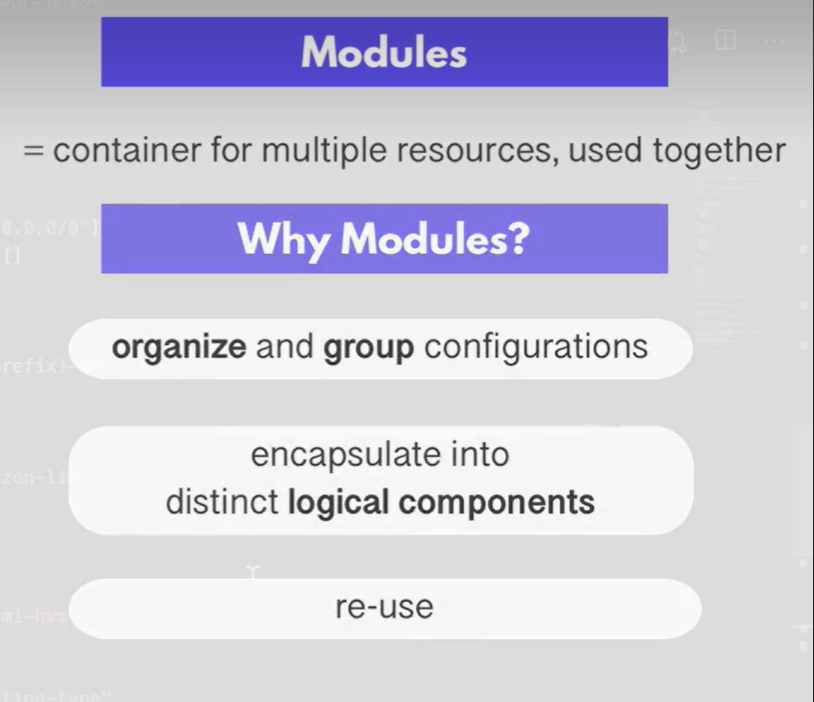 Modules
= container for multiple resources, used together
Why Modules?
0.0.0.0/0"]
[]
organize and group configurations
refix}
encapsulate into
zon-li
distinct logical components
re-use
mi-hvm
tion-type"